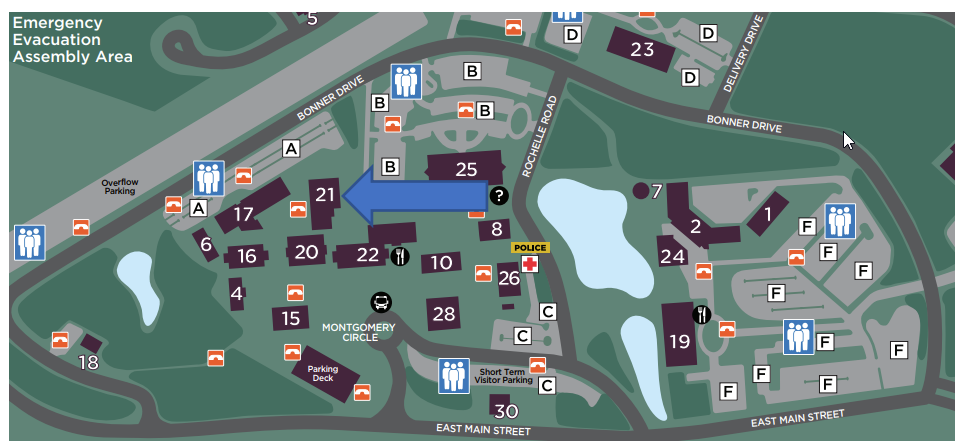 Emergency
Evacuation
Assembly Area
5
D
D
23
D
DELIVERY DRIVE
BONNER DRIVE
B
B
B
BONNER DRIVE
ROCHELLE ROAD
A
B
25
Overflow
Parking
A
17
21
?
7
1
6
8
2
F
F
16
20
22
10
POLICE
24
26
F
4
F
15
28
C
MONTGOMERY
CIRCLE
C
19
F
F
18
Parking
Deck
Short Term
Visitor Parking
C
F
F
F
30
EAST MAIN STREET
EAST MAIN STREET